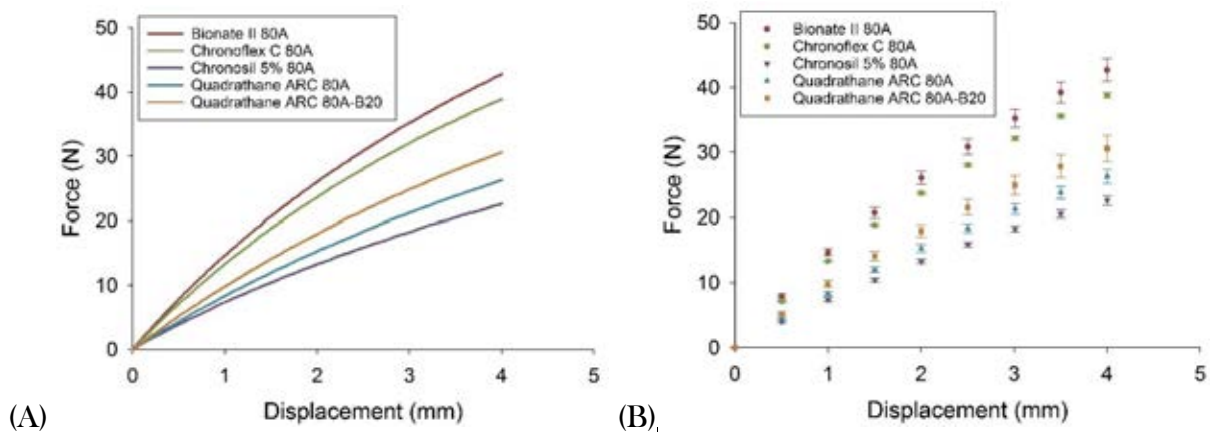 50
40
30
20
10
0
Force (N)
Bionate II 80A
Chronoflex C 80A
Chronosil 5% 80A
Quadrathane ARC 80A
Quadrathane ARC 80A-B20
0 1 2 3 4 5
Displacement (mm)
(A)
50
40
30
20
10
0
Force (N)
Bionate II 80A
Chronoflex C 80A
Chronosil 5% 80A
Quadrathane ARC 80A
Quadrathane ARC 80A-B20
0 1 2 3 4 5
Displacement (mm)
(B)